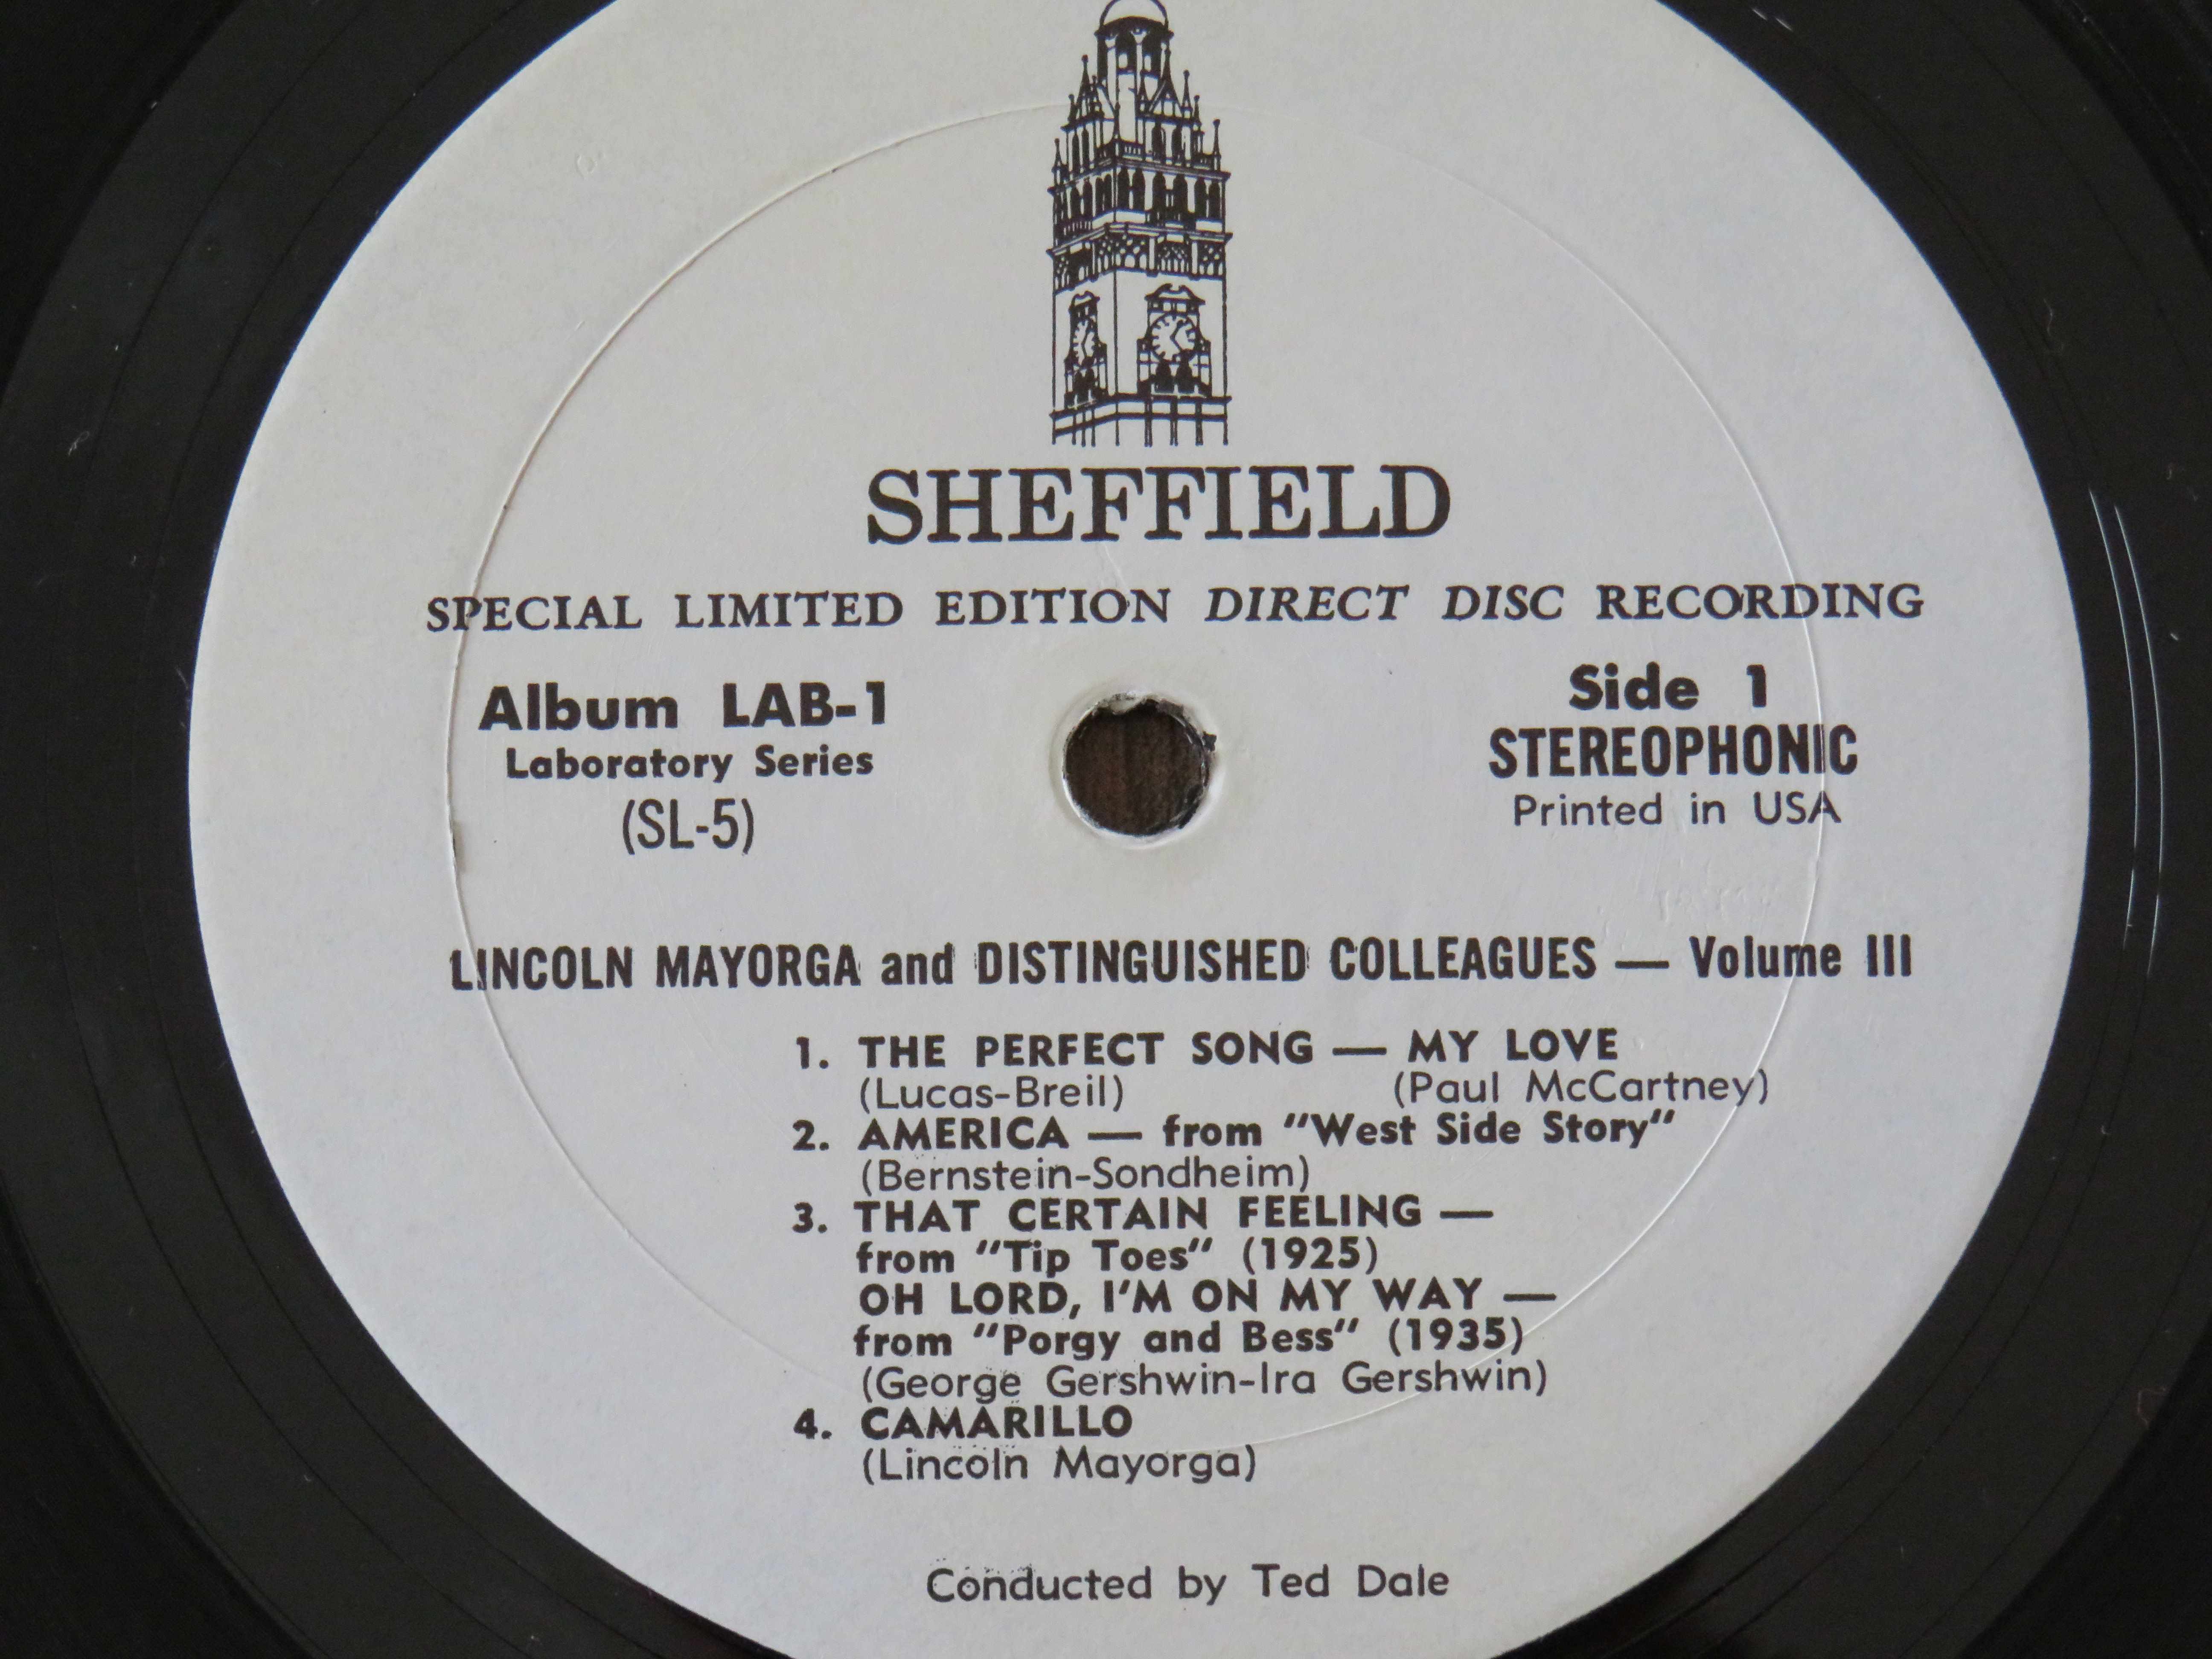 SHEFFIELD
SPECIAL LIMITED EDITION DIRECT DISC RECORDING
Album LAB-1
Laboratory Series
(SL-5)
Side 1
STEREOPHONIC
Printed in USA
LINCOLN MAYORGA and DISTINGUISHED COLLEAGUES — Volume III
1. THE PERFECT SONG — MY LOVE
(Lucas-Breil) (Paul McCartney)
2. AMERICA — from "West Side Story"
(Bernstein-Sondheim)
3. THAT CERTAIN FEELING —
from "Tip Toes" (1925)
OH LORD, I'M ON MY WAY —
from "Porgy and Bess" (1935)
(George Gershwin-Ira Gershwin)
4. CAMARILLO
(Lincoln Mayorga)
Conducted by Ted Dale